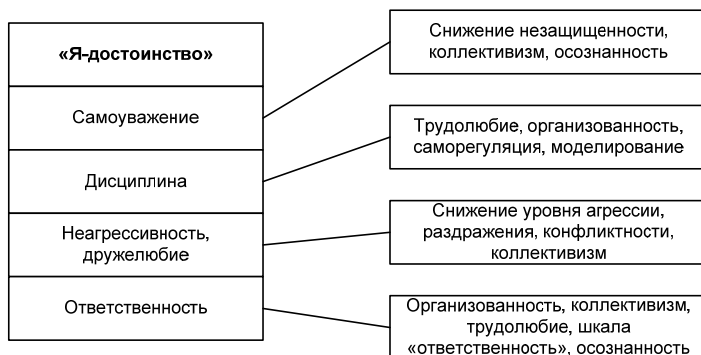 «Я-достоинство»
Самоуважение
Дисциплина
Неагрессивность,
дружелюбие
Ответственность
Снижение незащищенности,
коллективизм, осознанность
Трудолюбие, организованность,
саморегуляция, моделирование
Снижение уровня агрессии,
раздражения, конфликтности,
коллективизм
Организованность, коллективизм,
трудолюбие, шкала
«ответственность», осознанность